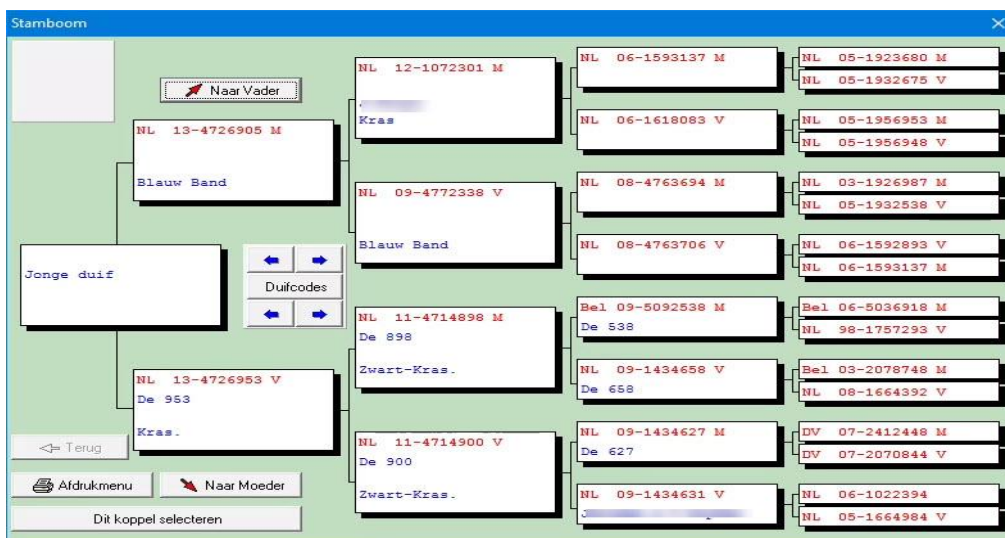 Stamboom
Naar Vader
NL 13-4726905 M
Blauw Band
Jonge duif
Duifcodes
NL 13-4726953 V
De 953
Kras.
Terug
Afdrukmenu
Naar Moeder
Dit koppel selecteren
NL 12-1072301 M
Kras
NL 09-4772338 V
Blauw Band
NL 11-4714898 M
De 898
Zwart-Kras.
NL 11-4714900 V
De 900
Zwart-Kras.
NL 06-1593137 M
NL 06-1618083 V
NL 08-4763694 M
NL 08-4763706 V
Bel 09-5092538 M
De 538
NL 09-1434658 V
De 658
NL 09-1434627 M
De 627
NL 09-1434631 V
NL 05-1923680 M
NL 05-1932675 V
NL 05-1956953 M
NL 05-1956948 V
NL 03-1926987 M
NL 05-1932538 V
NL 06-1592893 V
NL 06-1593137 M
Bel 06-5036918 M
NL 98-1757293 V
Bel 03-2078748 M
NL 08-1664392 V
DV 07-2412448 M
DV 07-2070844 V
NL 06-1022394
NL 05-1664984 V